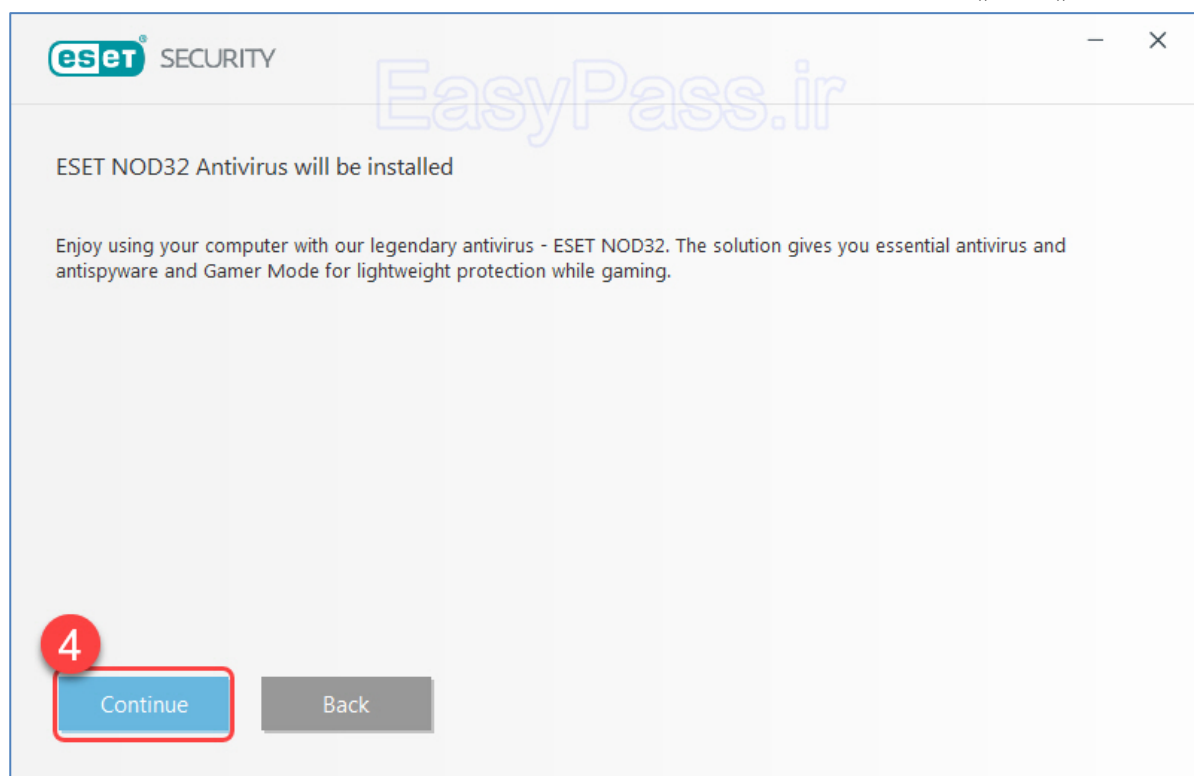 eset® SECURITY
EasyPass.ir
ESET NOD32 Antivirus will be installed
Enjoy using your computer with our legendary antivirus - ESET NOD32. The solution gives you essential antivirus and
antispyware and Gamer Mode for lightweight protection while gaming.
4
Continue
Back